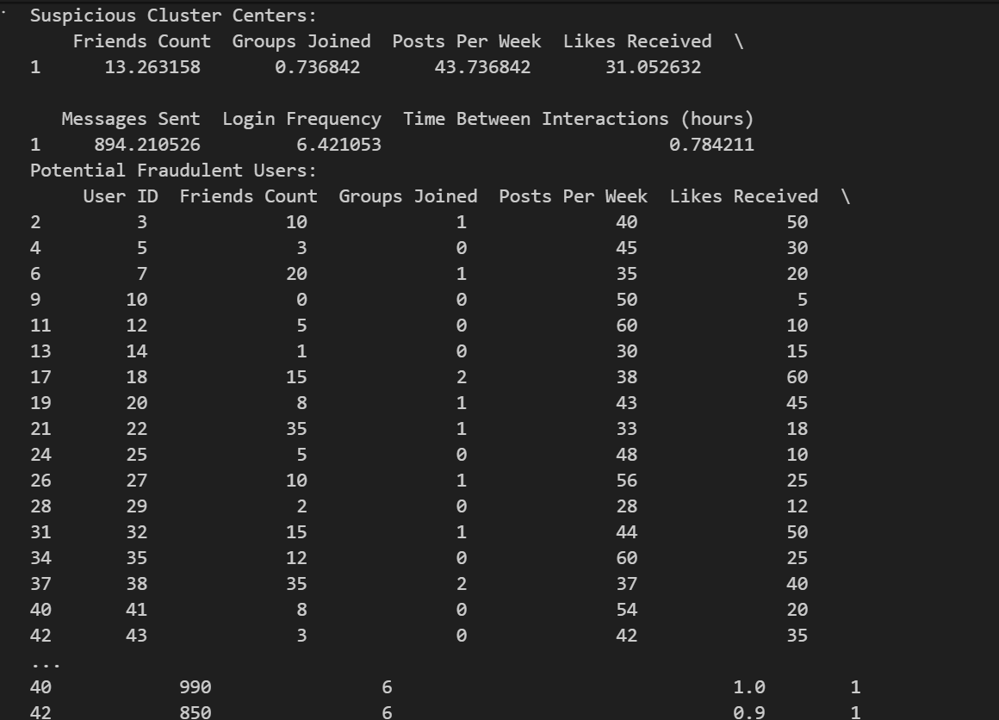 Suspicious Cluster Centers:
Friends Count  Groups Joined  Posts Per Week  Likes Received  \
1      13.263158       0.736842       43.736842       31.052632
Messages Sent  Login Frequency  Time Between Interactions (hours)
1     894.210526         6.421053                           0.784211
Potential Fraudulent Users:
User ID  Friends Count  Groups Joined  Posts Per Week  Likes Received  \
2         3             10              1              40              50
4         5              3              0              45              30
6         7             20              1              35              20
9        10              0              0              50               5
11       12              5              0              60              10
13       14              1              0              30              15
17       18             15              2              38              60
19       20              8              1              43              45
21       22             35              1              33              18
24       25              5              0              48              10
26       27             10              1              56              25
28       29              2              0              28              12
31       32             15              1              44              50
34       35             12              0              60              25
37       38             35              2              37              40
40       41              8              0              54              20
42       43              3              0              42              35
...
40            990                6                                1.0        1
42            850                6                                0.9        1